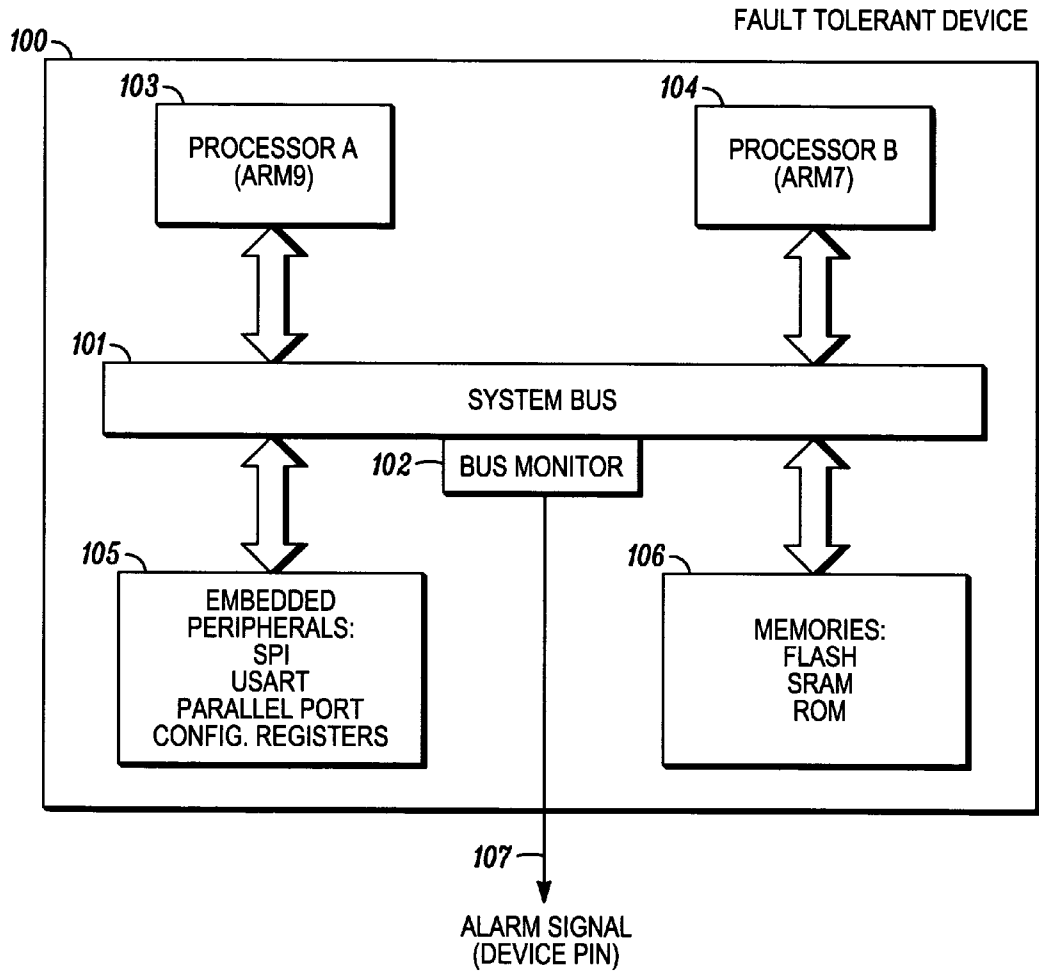 FAULT TOLERANT DEVICE
100
103
104
PROCESSOR A
(ARM9)
PROCESSOR B
(ARM7)
101
SYSTEM BUS
102
BUS MONITOR
105
106
EMBEDDED
PERIPHERALS:
SPI
USART
PARALLEL PORT
CONFIG. REGISTERS
MEMORIES:
FLASH
SRAM
ROM
107
ALARM SIGNAL
(DEVICE PIN)